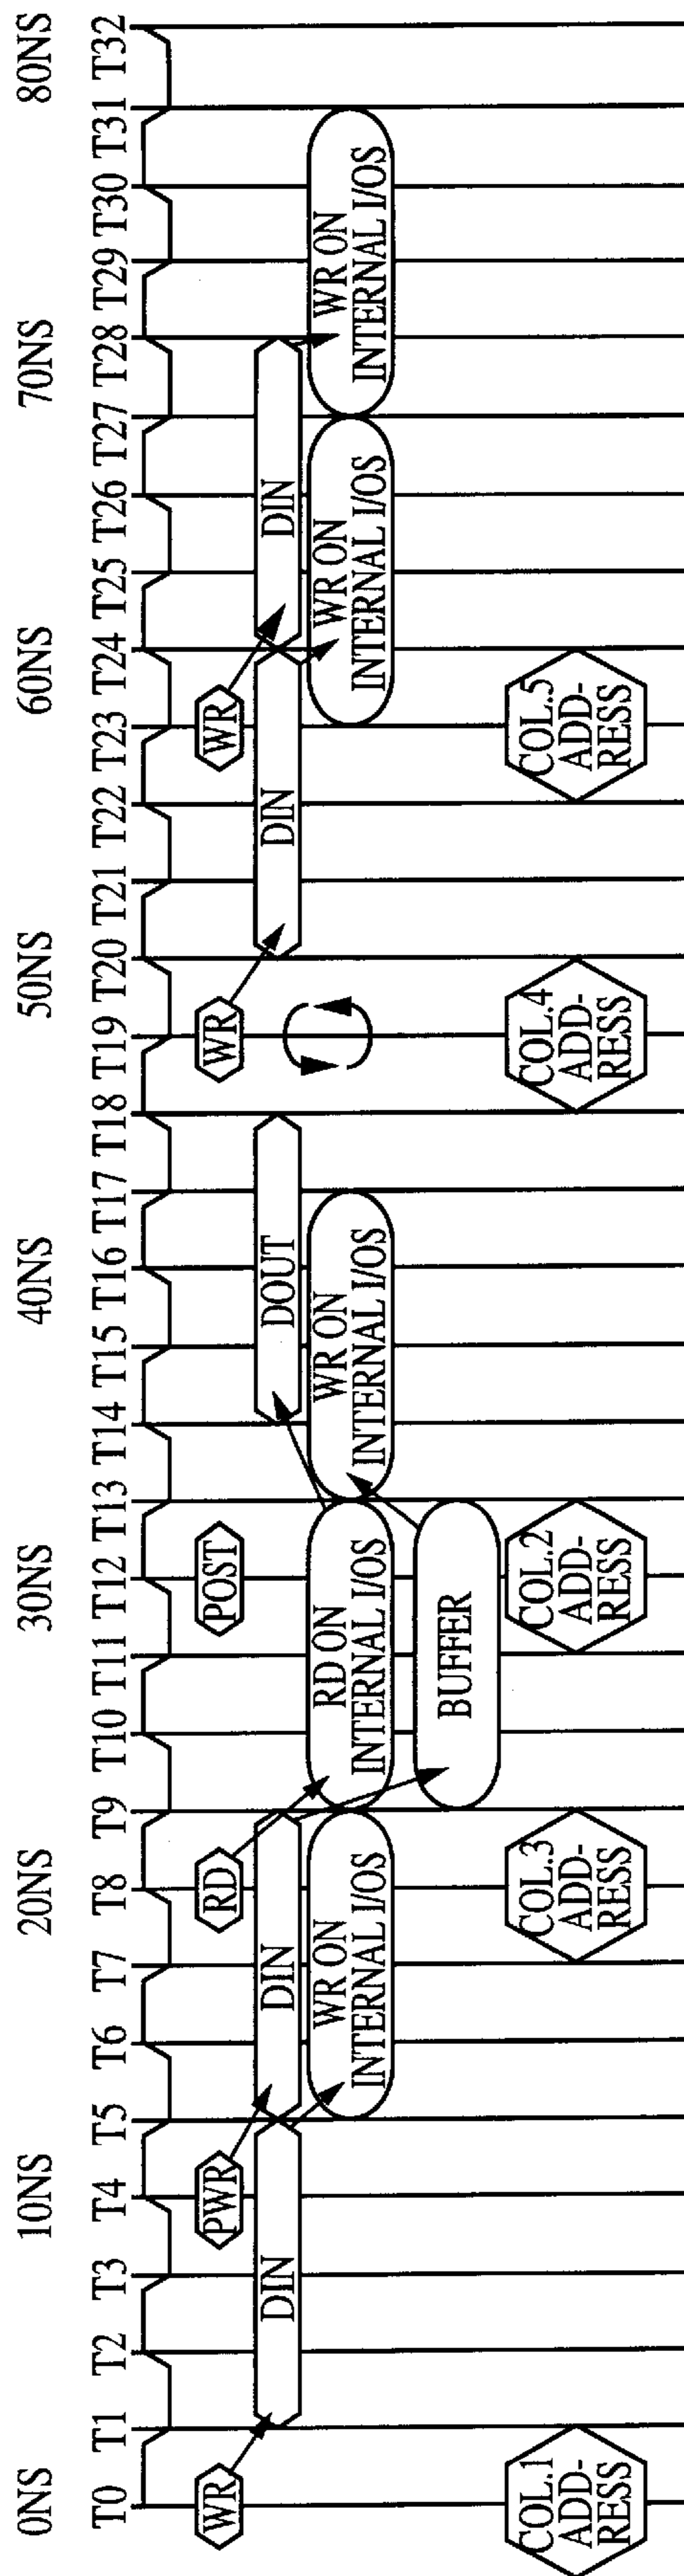 0NS 10NS 20NS 30NS 40NS 50NS 60NS 70NS 80NS
T0 T1 T2 T3 T4 T5 T6 T7 T8 T9 T10 T11 T12 T13 T14 T15 T16 T17 T18 T19 T20 T21 T22 T23 T24 T25 T26 T27 T28 T29 T30 T31 T32
WR PWR RD POST WR WR
DIN DIN DOUT DIN DIN
WR ON
INTERNAL I/OS
RD ON
INTERNAL I/OS
WR ON
INTERNAL I/OS
WR ON
INTERNAL I/OS
WR ON
INTERNAL I/OS
BUFFER
COL.1
ADD-
RESS
COL.3
ADD-
RESS
COL.2
ADD-
RESS
COL.4
ADD-
RESS
COL.5
ADD-
RESS